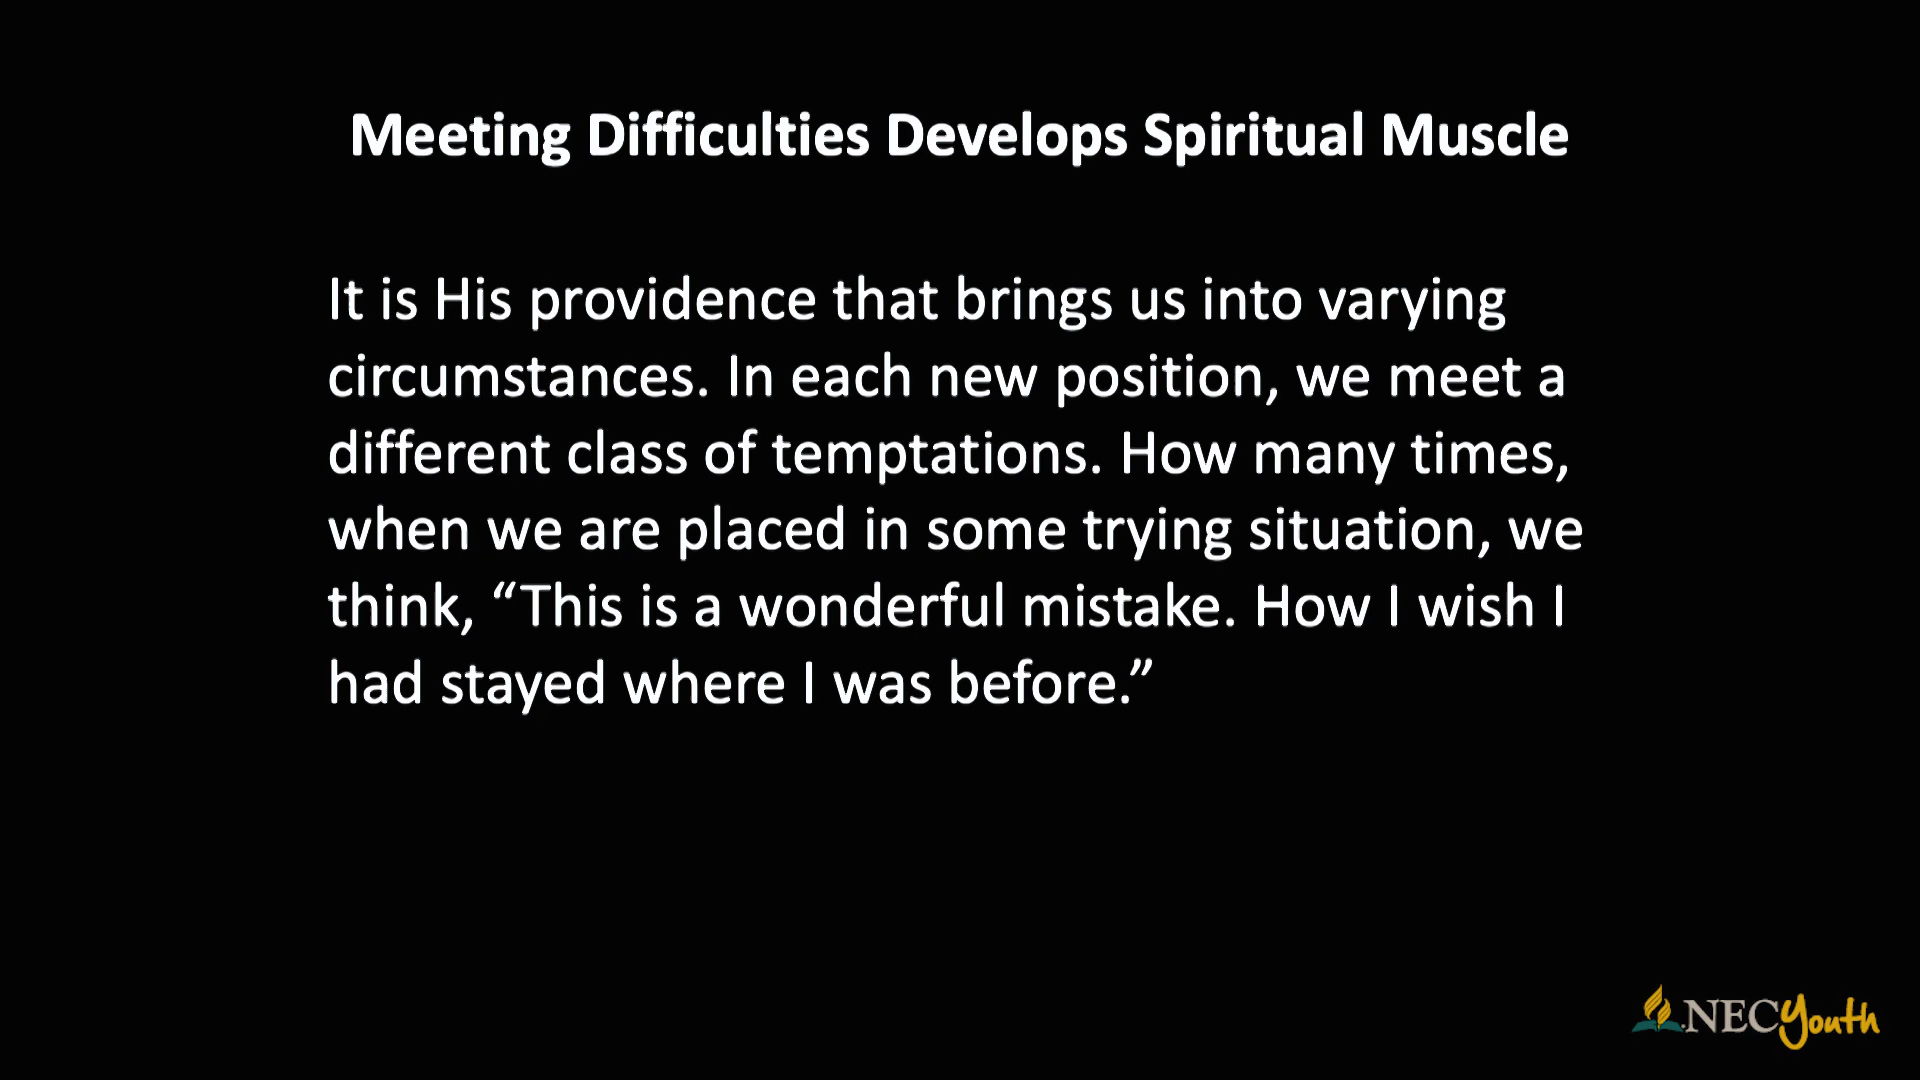 Meeting Difficulties Develops Spiritual Muscle
It is His providence that brings us into varying
circumstances. In each new position, we meet a
different class of temptations. How many times,
when we are placed in some trying situation, we
think, “This is a wonderful mistake. How I wish I
had stayed where I was before.”
NECYouth